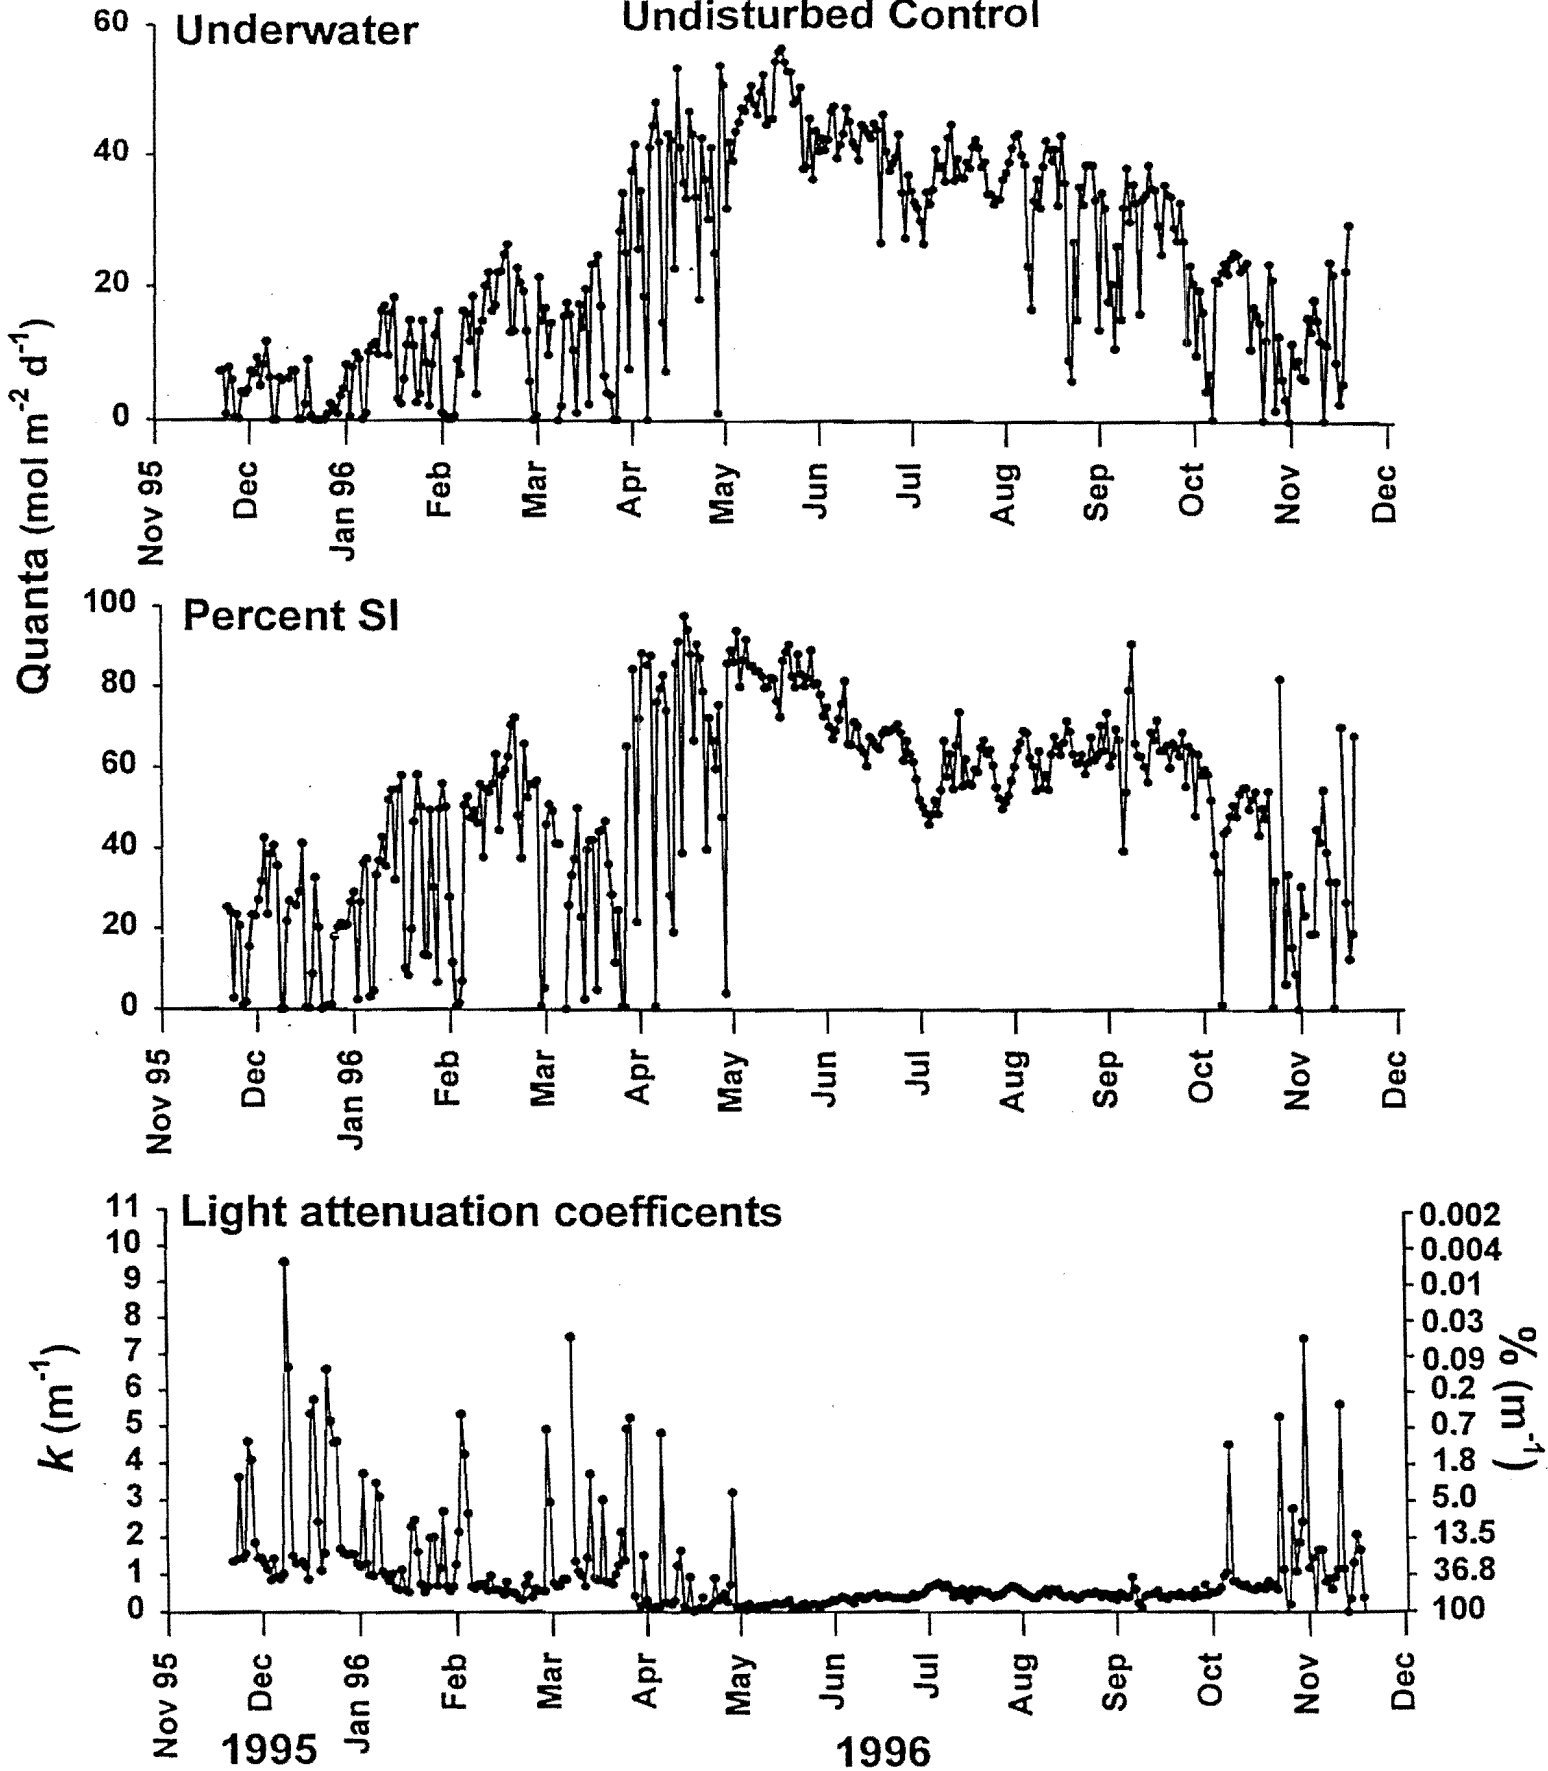 Undisturbed Control
Underwater
60
40
20
0
Nov 95
Dec
Jan 96
Feb
Mar
Apr
May
Jun
Jul
Aug
Sep
Oct
Nov
Dec
Quanta (mol m⁻² d⁻¹)
Percent SI
100
80
60
40
20
0
Nov 95
Dec
Jan 96
Feb
Mar
Apr
May
Jun
Jul
Aug
Sep
Oct
Nov
Dec
Light attenuation coefficents
11
10
9
8
7
6
5
4
3
2
1
0
k (m⁻¹)
0.002
0.004
0.01
0.03
0.09
0.2
0.7
1.8
5.0
13.5
36.8
100
% (m⁻¹)
Nov 95
Dec
Jan 96
Feb
Mar
Apr
May
Jun
Jul
Aug
Sep
Oct
Nov
Dec
1995
1996